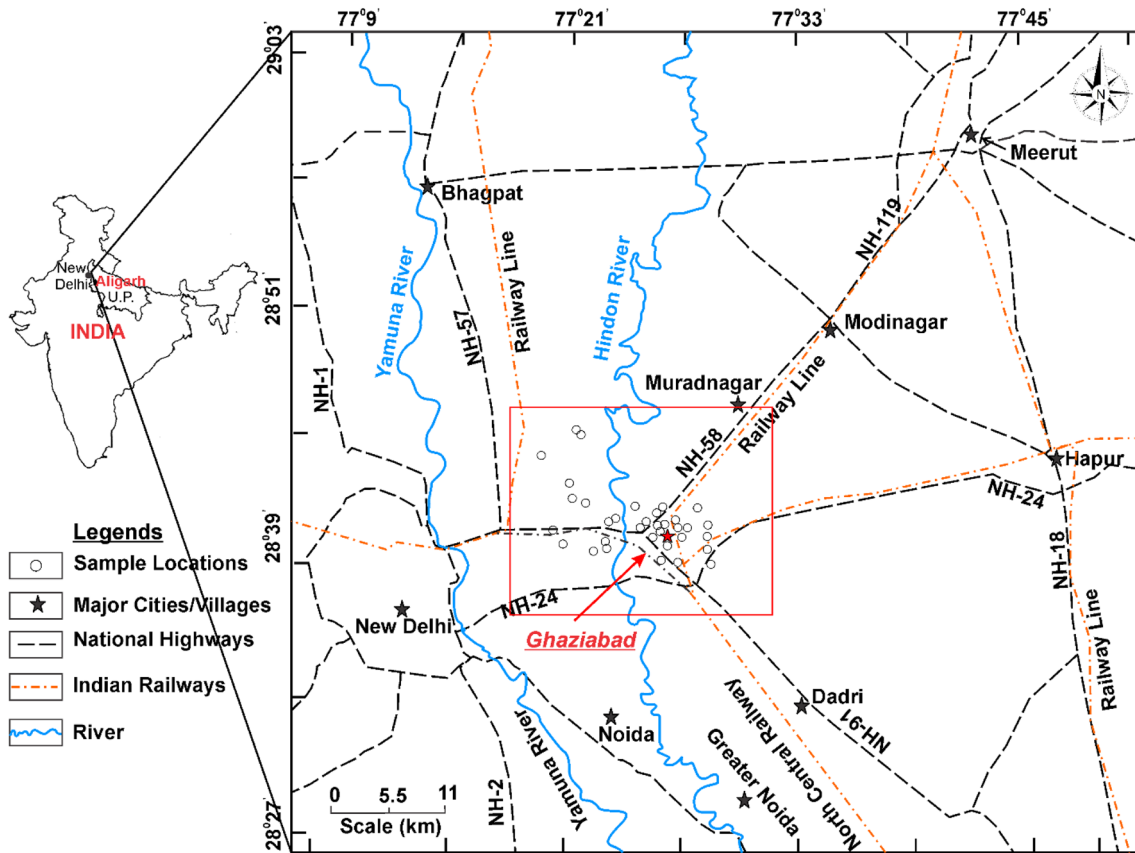 77°9'
77°21'
77°33'
77°45'
29°03'
28°51'
28°39'
28°27'
N
Meerut
Bhagpat
NH-119
Railway Line
Hindon River
Yamuna River
NH-57
New
Delhi
Aligarh
U.P.
INDIA
Modinagar
NH-1
Muradnagar
Railway Line
NH-58
Hapur
NH-24
NH-18
Railway Line
Legends
Sample Locations
Major Cities/Villages
National Highways
Indian Railways
River
New Delhi
NH-24
Ghaziabad
Dadri
NH-91
North Central Railway
Noida
Greater Noida
Yamuna River
NH-2
0 5.5 11
Scale (km)